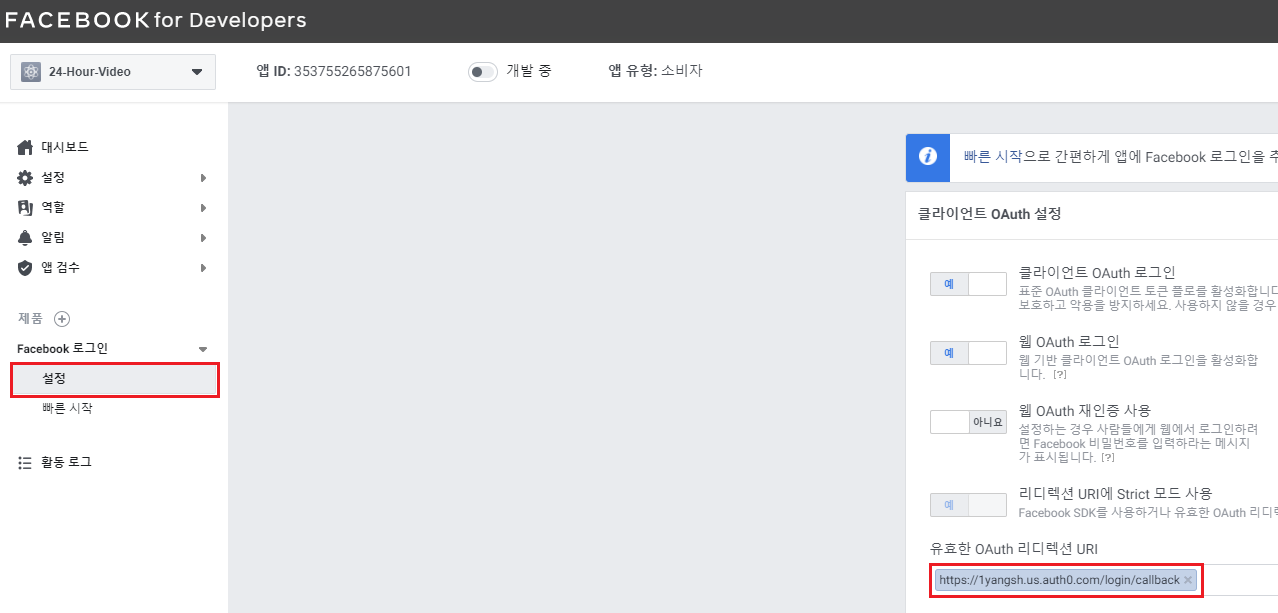 FACEBOOK for Developers
24-Hour-Video
앱 ID: 353755265875601
개발 중
앱 유형: 소비자
대시보드
설정
역할
알림
앱 검수
제품
Facebook 로그인
설정
빠른 시작
활동 로그
빠른 시작으로 간편하게 앱에 Facebook 로그인을 추
클라이언트 OAuth 설정
예
클라이언트 OAuth 로그인
표준 OAuth 클라이언트 토큰 플로를 활성화합니다
보호하고 악용을 방지하세요. 사용하지 않을 경우
예
웹 OAuth 로그인
웹 기반 클라이언트 OAuth 로그인을 활성화합
니다. [?]
아니요
웹 OAuth 재인증 사용
설정하는 경우 사람들에게 웹에서 로그인하려
면 Facebook 비밀번호를 입력하라는 메시지
가 표시됩니다. [?]
예
리디렉션 URI에 Strict 모드 사용
Facebook SDK를 사용하거나 유효한 OAuth 리디렉
유효한 OAuth 리디렉션 URI
https://1yangsh.us.auth0.com/login/callback ×